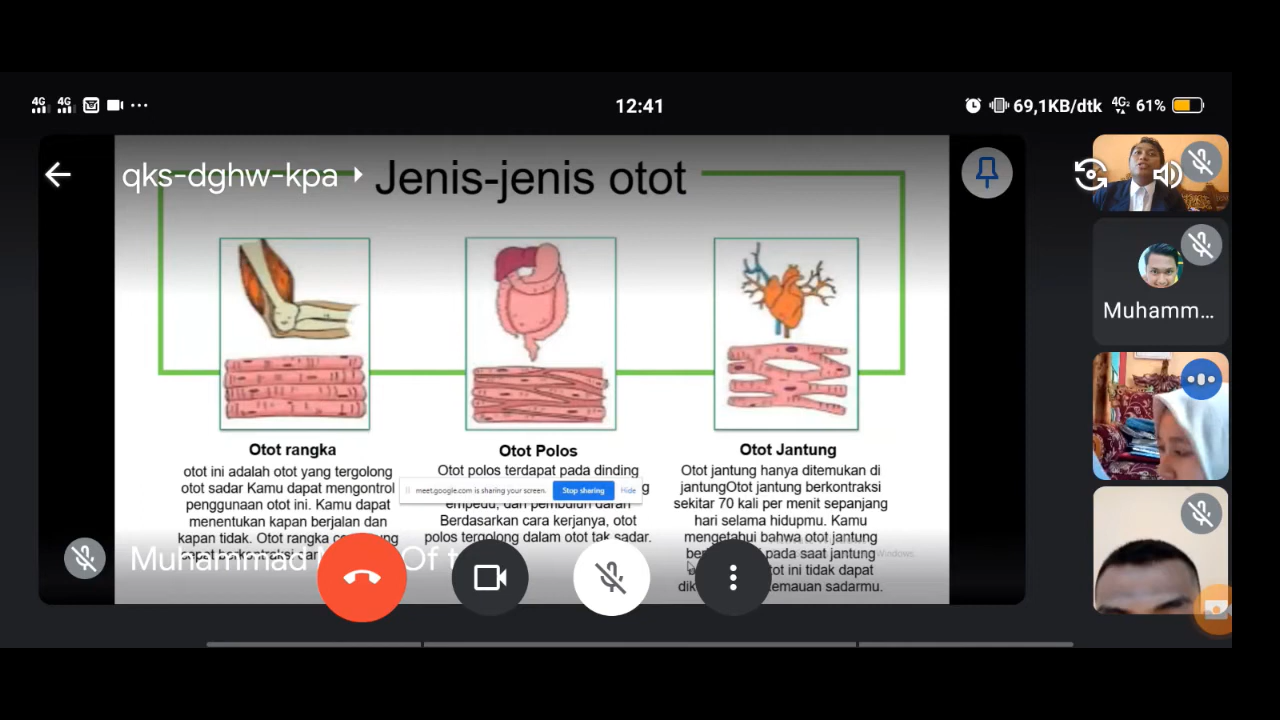 4G 4G ...
12:41
69,1KB/dtk 4G 61%
qks-dghw-kpa
Jenis-jenis otot
Muhamm...
Otot rangka
otot ini adalah otot yang tergolong
otot sadar Kamu dapat mengontrol
penggunaan otot ini. Kamu dapat
menentukan kapan berjalan dan
kapan tidak. Otot rangka
Otot Polos
Otot polos terdapat pada dinding
meet.google.com is sharing your screen. Stop sharing Hide
empedu, dan pembuluh darah
Berdasarkan cara kerjanya, otot
polos tergolong dalam otot tak sadar.
Otot Jantung
Otot jantung hanya ditemukan di
jantungOtot jantung berkontraksi
sekitar 70 kali per menit sepanjang
hari selama hidupmu. Kamu
mengetahui bahwa otot jantung
pada saat jantung
ini tidak dapat
kemauan sadarmu.
Muhammad